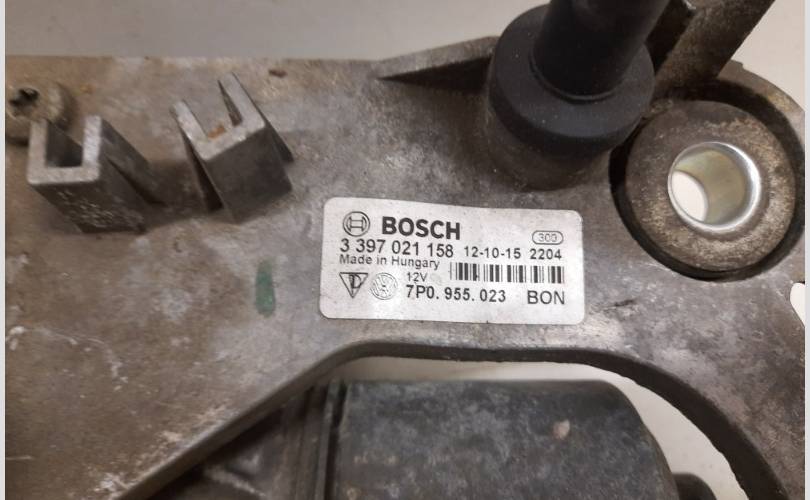 BOSCH 300
3 397 021 158 12-10-15 2204
Made in Hungary
12V
7P0. 955. 023 BON